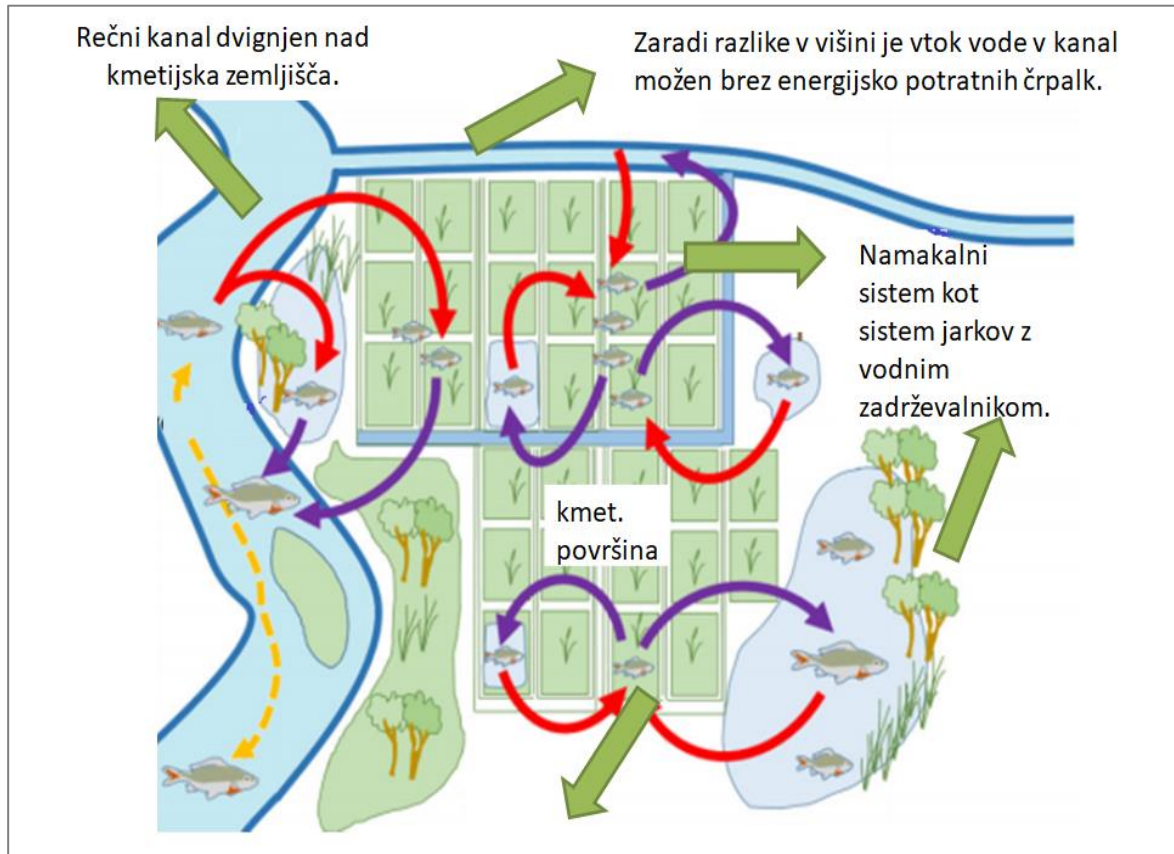 Rečni kanal dvignjen nad
kmetijska zemljišča.
Zaradi razlike v višini je vtok vode v kanal
možen brez energijsko potratnih črpalk.
Namakalni
sistem kot
sistem jarkov z
vodnim
zadrževalnikom.
kmet.
površina